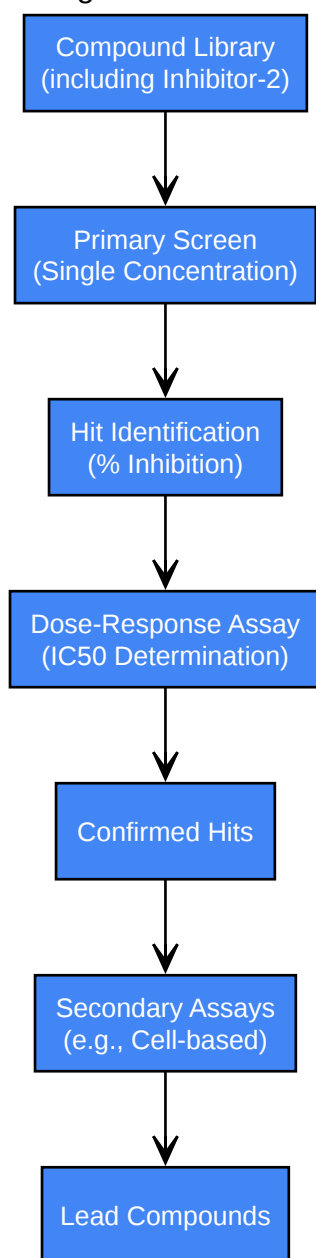 Compound Library
(including Inhibitor-2)
Primary Screen
(Single Concentration)
Hit Identification
(% Inhibition)
Dose-Response Assay
(IC50 Determination)
Confirmed Hits
Secondary Assays
(e.g., Cell-based)
Lead Compounds